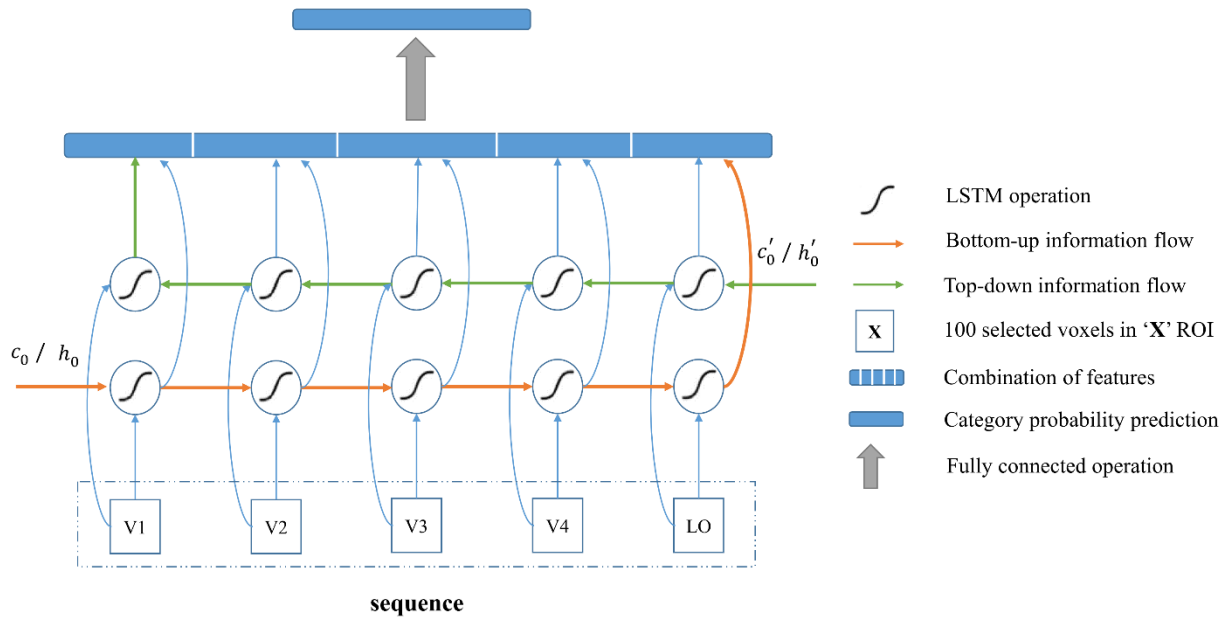 c₀ / h₀
c′₀ / h′₀
V1
V2
V3
V4
LO
sequence
LSTM operation
Bottom-up information flow
Top-down information flow
X
100 selected voxels in ‘X’ ROI
Combination of features
Category probability prediction
Fully connected operation